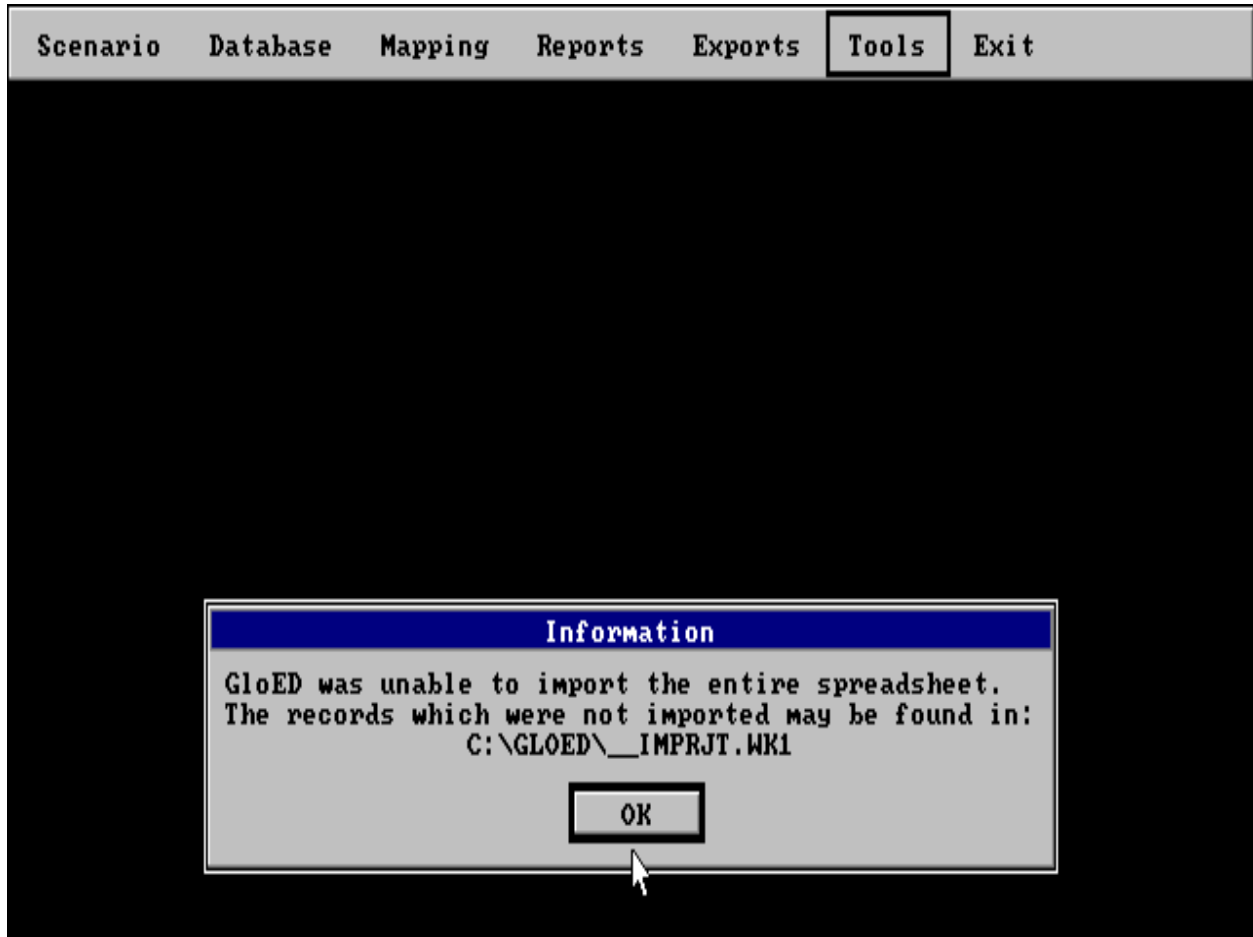 Scenario Database Mapping Reports Exports Tools Exit
Information
GloED was unable to import the entire spreadsheet.
The records which were not imported may be found in:
C:\GLOED\__IMPRJT.WK1
OK